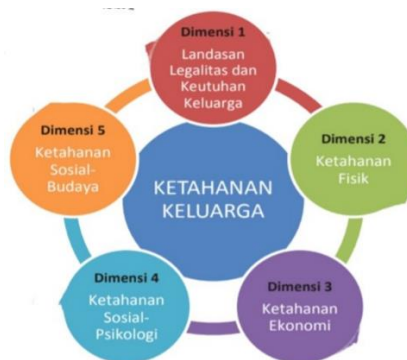 Dimensi 1
Landasan
Legalitas dan
Keutuhan
Keluarga
Dimensi 2
Ketahanan
Fisik
Dimensi 3
Ketahanan
Ekonomi
Dimensi 4
Ketahanan
Sosial-
Psikologi
Dimensi 5
Ketahanan
Sosial-
Budaya
KETAHANAN
KELUARGA